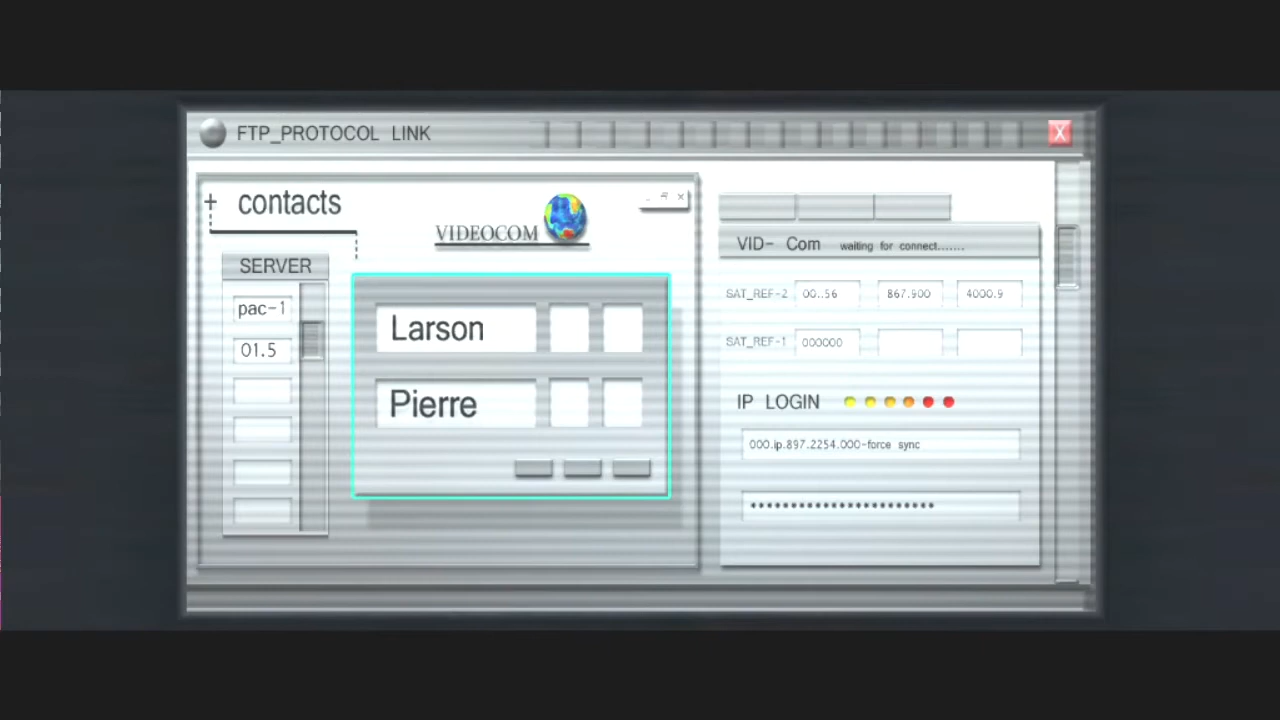 FTP_PROTOCOL LINK
X
+ contacts
VIDEOCOM
SERVER
pac-1
01.5
Larson
Pierre
VID- Com waiting for connect.......
SAT_REF-2 00..56 867.900 4000.9
SAT_REF-1 000000
IP LOGIN
000.ip.897.2254.000-force sync
***********************